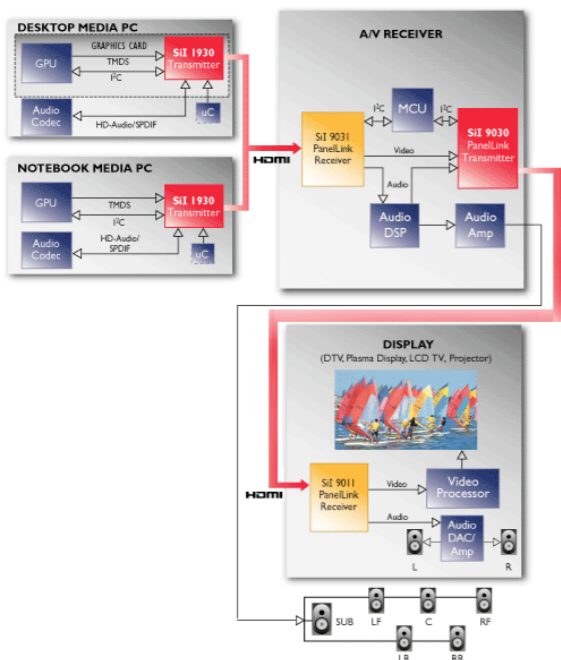 DESKTOP MEDIA PC
GRAPHICS CARD
GPU
TMDS
I²C
SiI 1930
Transmitter
Audio
Codec
HD-Audio/SPDIF
uC
NOTEBOOK MEDIA PC
GPU
TMDS
I²C
SiI 1930
Transmitter
Audio
Codec
HD-Audio/
SPDIF
uC
HDMI
A/V RECEIVER
SiI 9031
PanelLink
Receiver
I²C
MCU
I²C
SiI 9030
PanelLink
Transmitter
Video
Audio
Audio
DSP
Audio
Amp
DISPLAY
(DTV, Plasma Display, LCD TV, Projector)
HDMI
SiI 9011
PanelLink
Receiver
Video
Video
Processor
Audio
Audio
DAC/
Amp
L
R
SUB
LF
C
RF
LR
RR